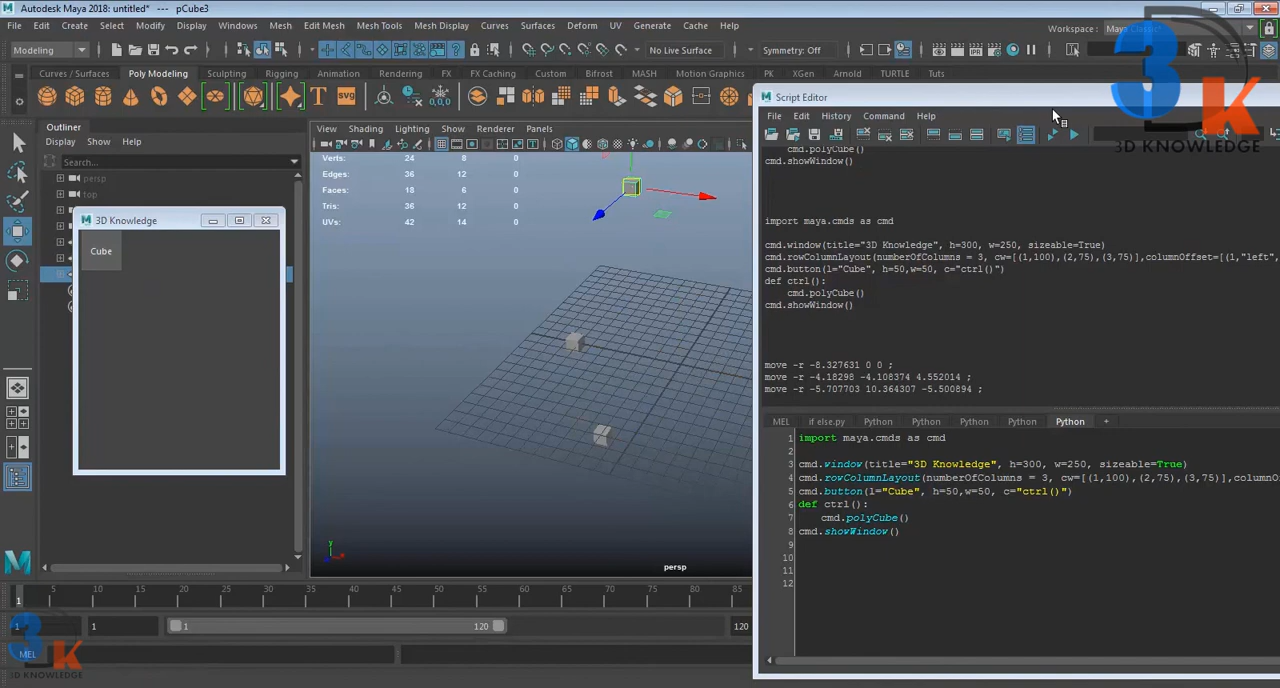 Autodesk Maya 2018: untitled* --- pCube3
File Edit Create Select Modify Display Windows Mesh Edit Mesh Mesh Tools Mesh Display Curves Surfaces Deform UV Generate Cache Help
Workspace : Maya Classic
Modeling
No Live Surface
Symmetry: Off
Curves / Surfaces Poly Modeling Sculpting Rigging Animation Rendering FX FX Caching Custom Bifrost MASH Motion Graphics PK XGen Arnold TURTLE Tuts
T SVG 0,0,0
Outliner
Display Show Help
Search...
persp
top
3D Knowledge
Cube
View Shading Lighting Show Renderer Panels
Verts: 24 8 0
Edges: 36 12 0
Faces: 18 6 0
Tris: 36 12 0
UVs: 42 14 0
y
x
persp
Script Editor
File Edit History Command Help
cmd.polyCube()
cmd.showWindow()
import maya.cmds as cmd
cmd.window(title="3D Knowledge", h=300, w=250, sizeable=True)
cmd.rowColumnLayout(numberOfColumns = 3, cw=[(1,100),(2,75),(3,75)],columnOffset=[(1,"left",
cmd.button(l="Cube", h=50,w=50, c="ctrl()")
def ctrl():
cmd.polyCube()
cmd.showWindow()
move -r -8.327631 0 0 ;
move -r -4.18298 -4.108374 4.552014 ;
move -r -5.707703 10.364307 -5.500894 ;
MEL if else.py Python Python Python Python Python +
1 import maya.cmds as cmd
2
3 cmd.window(title="3D Knowledge", h=300, w=250, sizeable=True)
4 cmd.rowColumnLayout(numberOfColumns = 3, cw=[(1,100),(2,75),(3,75)],columnO
5 cmd.button(l="Cube", h=50,w=50, c="ctrl()")
6 def ctrl():
7 cmd.polyCube()
8 cmd.showWindow()
9
10
11
12
1 5 10 15 20 25 30 35 40 45 50 55 60 65 70 75 80 85
1 1 1 120 120
MEL
3K
3D KNOWLEDGE
3K
3D KNOWLEDGE